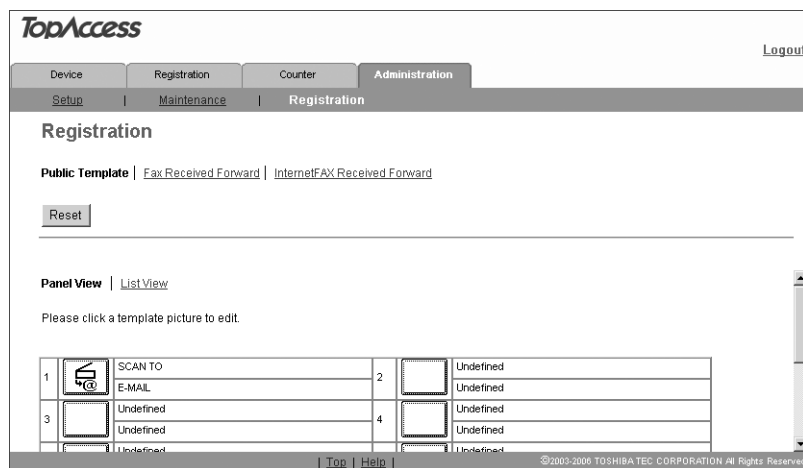 TopAccess
Logout
Device Registration Counter Administration
Setup | Maintenance | Registration
Registration
Public Template | Fax Received Forward | InternetFAX Received Forward
Reset
Panel View | List View
Please click a template picture to edit.
1 SCAN TO 2 Undefined
E-MAIL Undefined
3 Undefined 4 Undefined
Undefined Undefined
Undefined Undefined
| Top | Help | ©2003-2006 TOSHIBA TEC CORPORATION All Rights Reserved